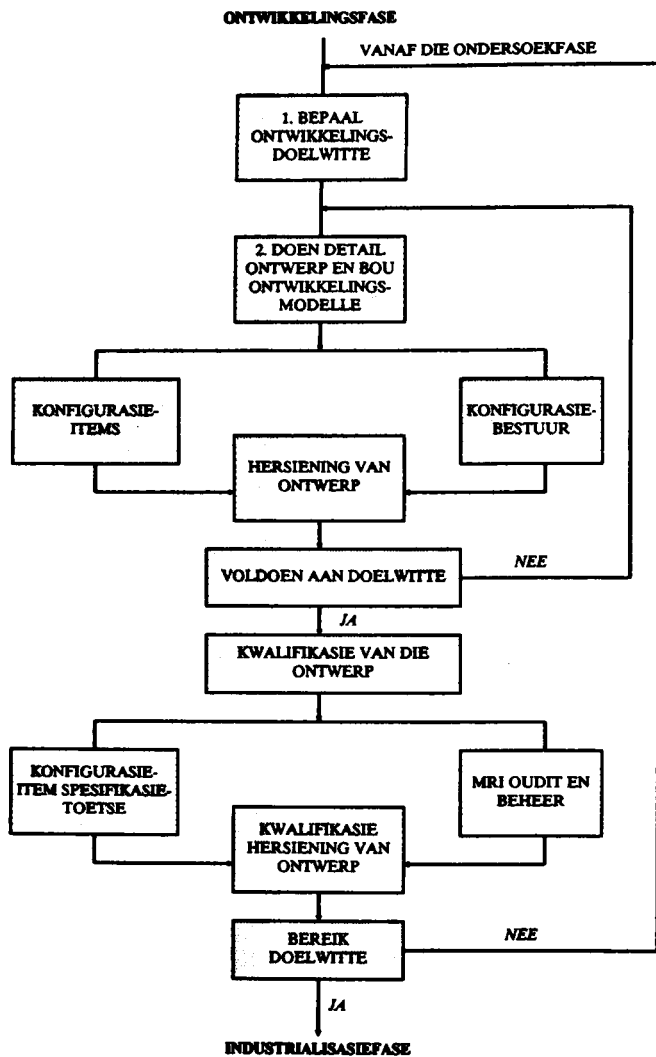 ONTWIKKELINGSFASE
VANAF DIE ONDERSOEKFASE
1. BEPAAL
ONTWIKKELINGS-
DOELWITTE
2. DOEN DETAIL
ONTWERP EN BOU
ONTWIKKELINGS-
MODELLE
KONFIGURASIE-
ITEMS
KONFIGURASIE-
BESTUUR
HERSIENING VAN
ONTWERP
VOLDOEN AAN DOELWITTE
NEE
JA
KWALIFIKASIE VAN DIE
ONTWERP
KONFIGURASIE-
ITEM SPESIFIKASIE-
TOETSE
MRI OUDIT EN
BEHEER
KWALIFIKASIE
HERSIENING VAN
ONTWERP
BEREIK
DOELWITTE
NEE
JA
INDUSTRIALISASIEFASE